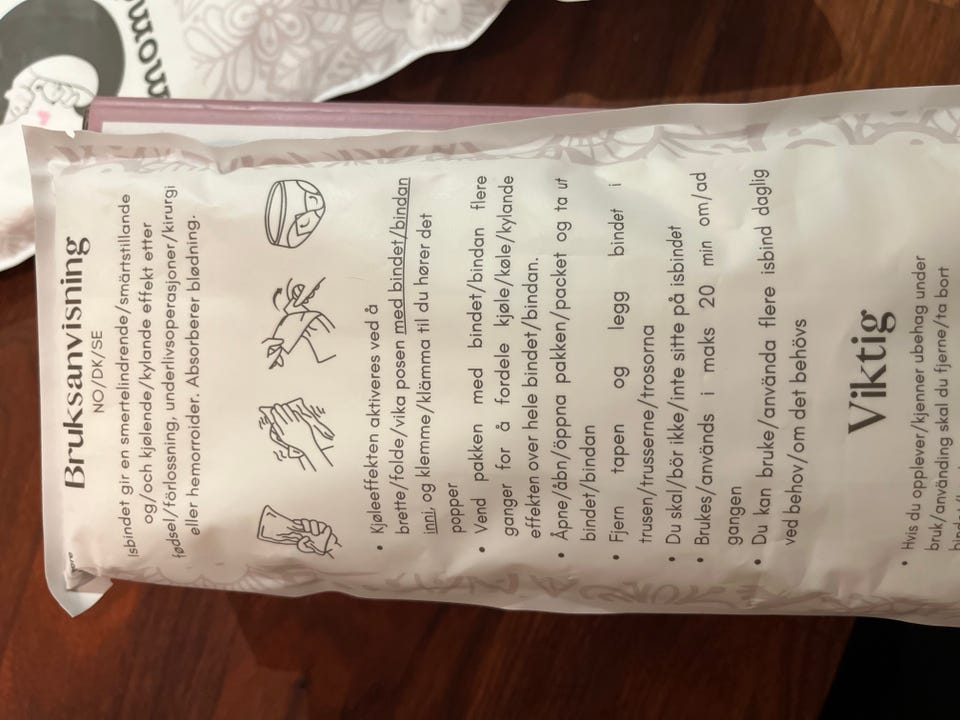 Bruksanvisning
NO/DK/SE
Isbindet gir en smertelindrende/smärtstillande
og/och kjølende/kylande effekt etter
fødsel/förlossning, underlivsoperasjoner/kirurgi
eller hemorroider. Absorberer blødning.
• Kjøleeffekten aktiveres ved å
brette/folde/vika posen med bindet/bindan
inni, og klemme/klämma til du hører det
popper
• Vend pakken med bindet/bindan flere
ganger for å fordele kjøle/køle/kylande
effekten over hele bindet/bindan.
• Åpne/åbn/öppna pakken/packet og ta ut
bindet/bindan
• Fjern tapen og legg bindet i
trusen/trusserne/trosorna
• Du skal/bör ikke/inte sitte på isbindet
• Brukes/används i maks 20 min om/ad
gangen
• Du kan bruke/använda flere isbind daglig
ved behov/om det behövs
Viktig
• Hvis du opplever/kjenner ubehag under
bruk/använding skal du fjerne/ta bort